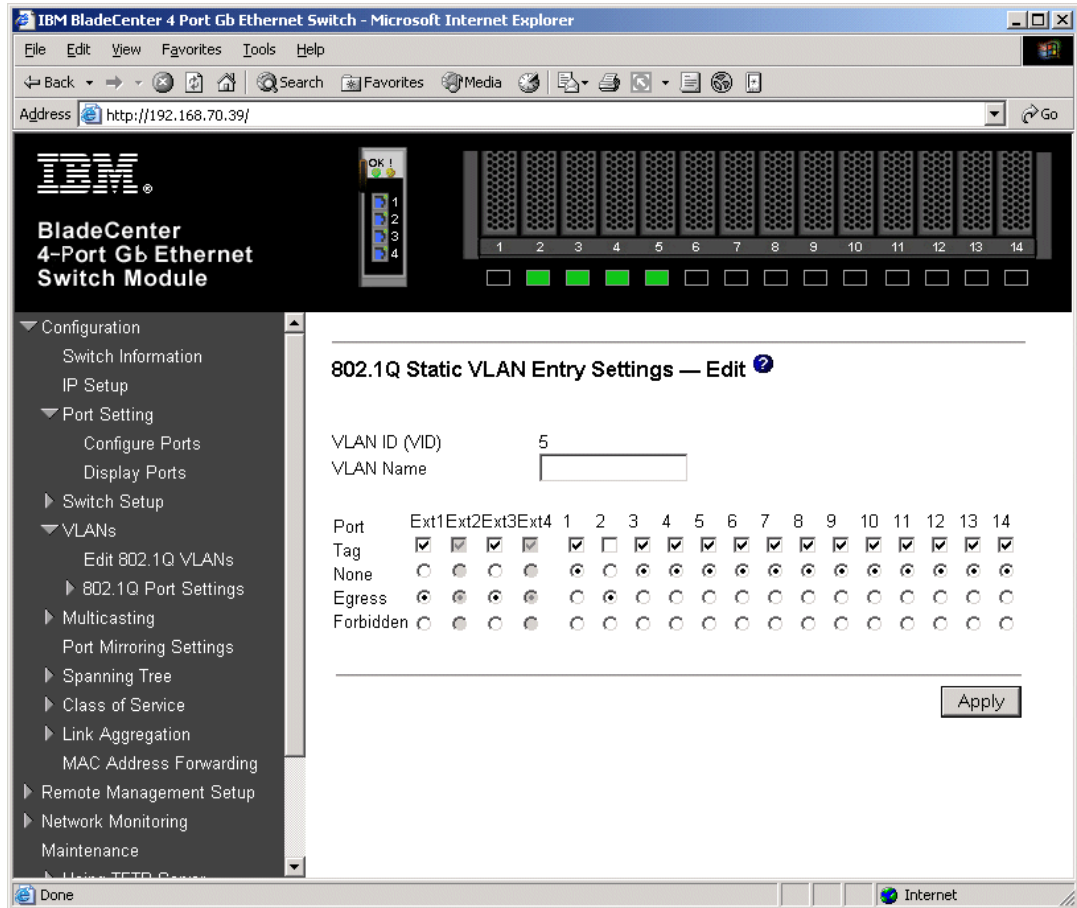 IBM BladeCenter 4 Port Gb Ethernet Switch - Microsoft Internet Explorer
File Edit View Favorites Tools Help
Back Search Favorites Media
Address http://192.168.70.39/ Go
IBM®
BladeCenter
4-Port Gb Ethernet
Switch Module
OK !
1
2
3
4
1 2 3 4 5 6 7 8 9 10 11 12 13 14
Configuration
Switch Information
IP Setup
Port Setting
Configure Ports
Display Ports
Switch Setup
VLANs
Edit 802.1Q VLANs
802.1Q Port Settings
Multicasting
Port Mirroring Settings
Spanning Tree
Class of Service
Link Aggregation
MAC Address Forwarding
Remote Management Setup
Network Monitoring
Maintenance
Using TFTP Server
802.1Q Static VLAN Entry Settings — Edit ?
VLAN ID (VID) 5
VLAN Name
Port Ext1 Ext2 Ext3 Ext4 1 2 3 4 5 6 7 8 9 10 11 12 13 14
Tag
None
Egress
Forbidden
Apply
Done Internet